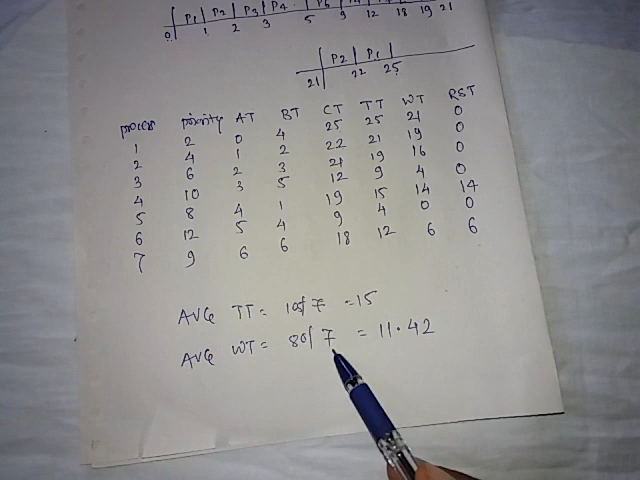 P1 P2 P3 P4
0 1 2 3 5 9 12 18 19 21
P2 P1
21 22 25
process priority AT BT CT TT WT RST
1 2 0 4 25 25 21 0
2 4 1 2 22 21 19 0
3 6 2 3 21 19 16 0
4 10 3 5 12 9 4 0
5 8 4 1 19 15 14 14
6 12 5 4 9 4 0 0
7 9 6 6 18 12 6 6
AVG TT = 105/7 = 15
AVG WT = 80/7 = 11.42